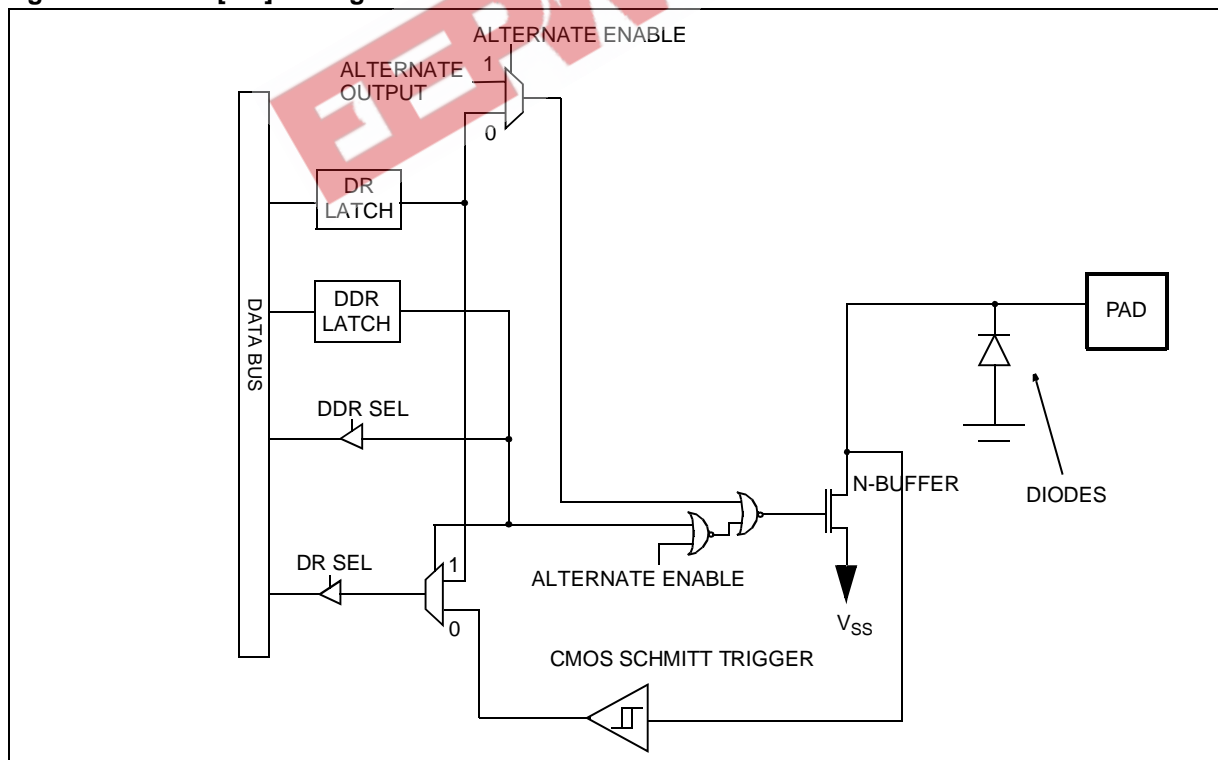 ALTERNATE ENABLE
ALTERNATE
OUTPUT
1
0
DR
LATCH
DDR
LATCH
DATA BUS
PAD
DDR SEL
N-BUFFER
DIODES
DR SEL
1
0
ALTERNATE ENABLE
VSS
CMOS SCHMITT TRIGGER